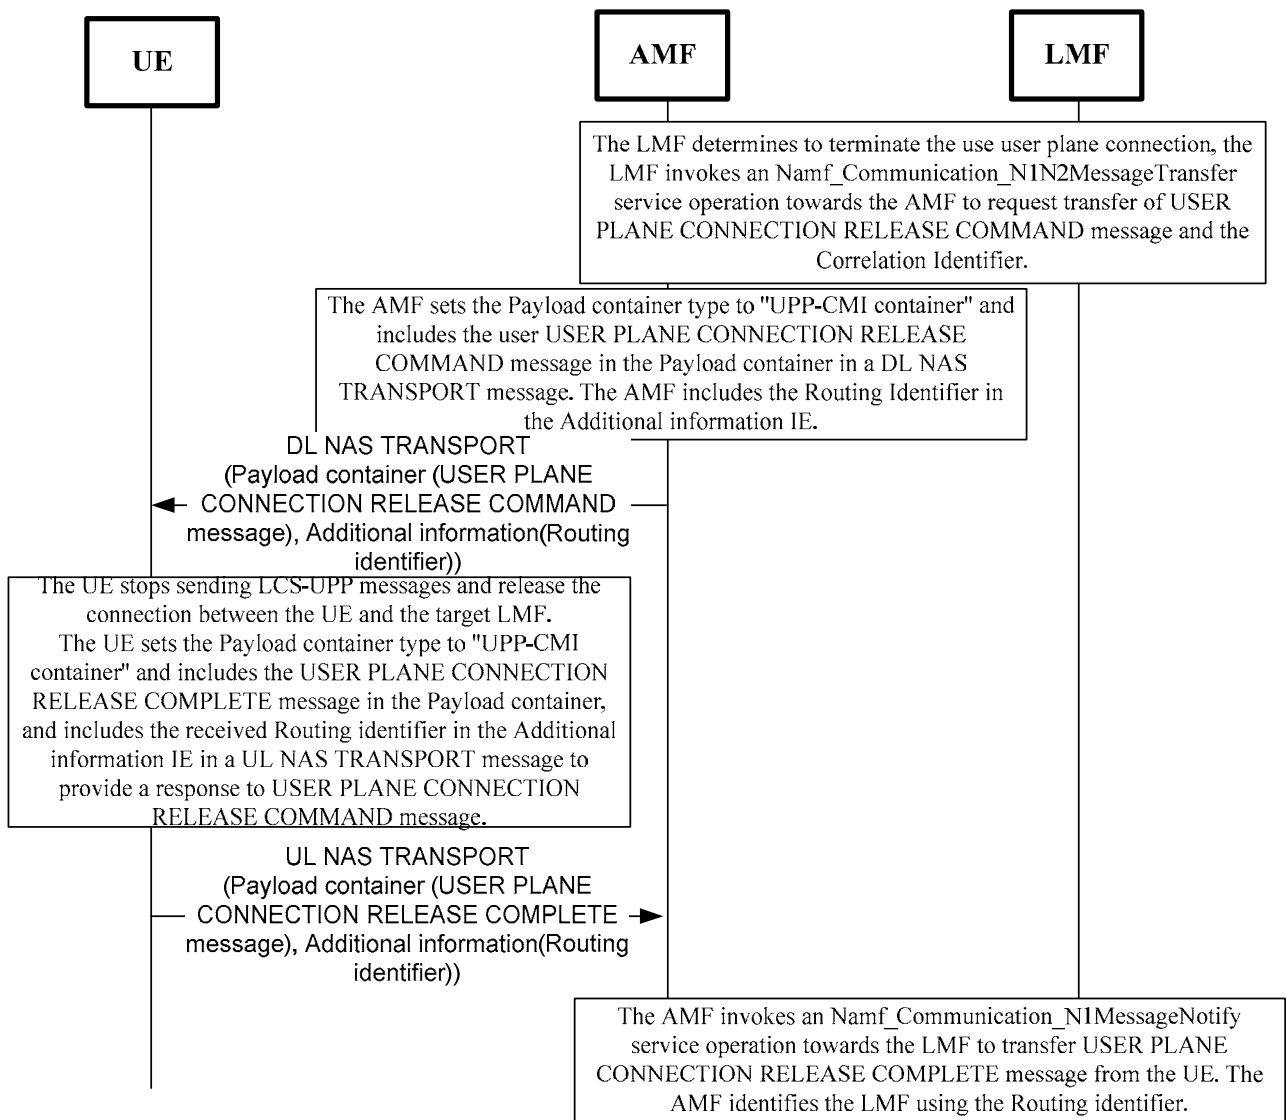 UE
AMF
LMF
The LMF determines to terminate the use user plane connection, the
LMF invokes an Namf_Communication_N1N2MessageTransfer
service operation towards the AMF to request transfer of USER
PLANE CONNECTION RELEASE COMMAND message and the
Correlation Identifier.
The AMF sets the Payload container type to "UPP-CMI container" and
includes the user USER PLANE CONNECTION RELEASE
COMMAND message in the Payload container in a DL NAS
TRANSPORT message. The AMF includes the Routing Identifier in
the Additional information IE.
DL NAS TRANSPORT
(Payload container (USER PLANE
CONNECTION RELEASE COMMAND
message), Additional information(Routing
identifier))
The UE stops sending LCS-UPP messages and release the
connection between the UE and the target LMF.
The UE sets the Payload container type to "UPP-CMI
container" and includes the USER PLANE CONNECTION
RELEASE COMPLETE message in the Payload container,
and includes the received Routing identifier in the Additional
information IE in a UL NAS TRANSPORT message to
provide a response to USER PLANE CONNECTION
RELEASE COMMAND message.
UL NAS TRANSPORT
(Payload container (USER PLANE
CONNECTION RELEASE COMPLETE
message), Additional information(Routing
identifier))
The AMF invokes an Namf_Communication_N1MessageNotify
service operation towards the LMF to transfer USER PLANE
CONNECTION RELEASE COMPLETE message from the UE. The
AMF identifies the LMF using the Routing identifier.